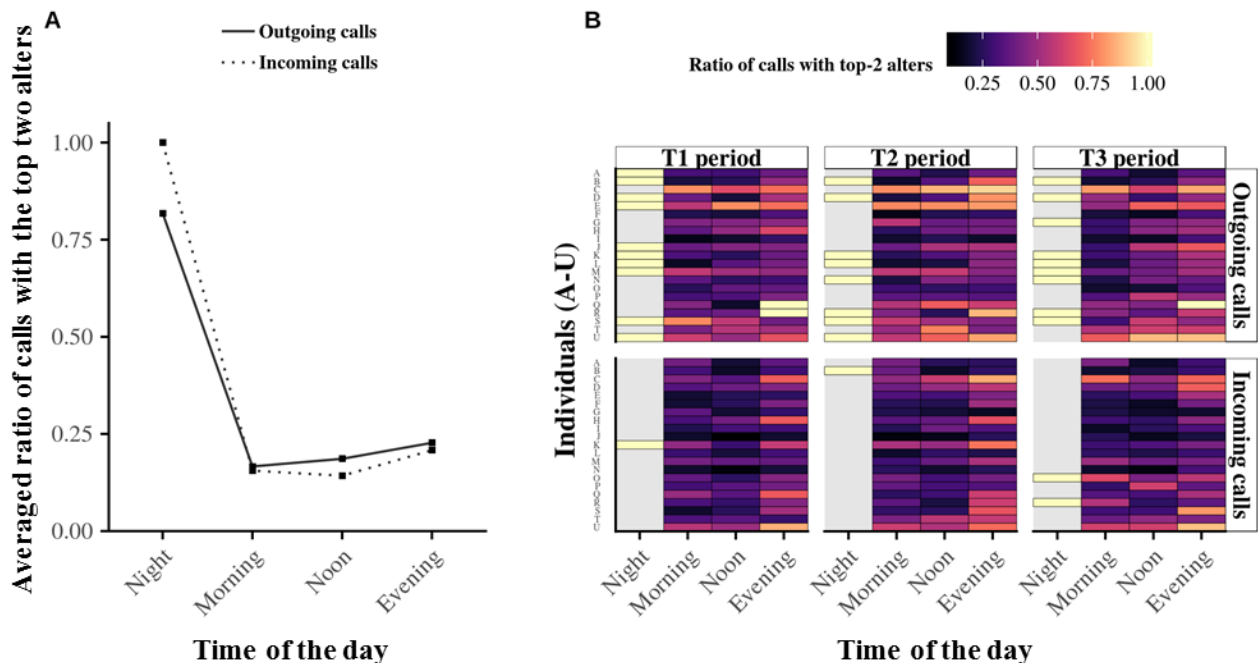 A
Outgoing calls
Incoming calls
Averaged ratio of calls with the top two alters
1.00
0.75
0.50
0.25
0.00
Night
Morning
Noon
Evening
Time of the day
B
Ratio of calls with top-2 alters
0.25
0.50
0.75
1.00
T1 period
T2 period
T3 period
Individuals (A-U)
A
B
C
D
E
F
G
H
I
J
K
L
M
N
O
P
Q
R
S
T
U
Outgoing calls
A
B
C
D
E
F
G
H
I
J
K
L
M
N
O
P
Q
R
S
T
U
Incoming calls
Night
Morning
Noon
Evening
Night
Morning
Noon
Evening
Night
Morning
Noon
Evening
Time of the day